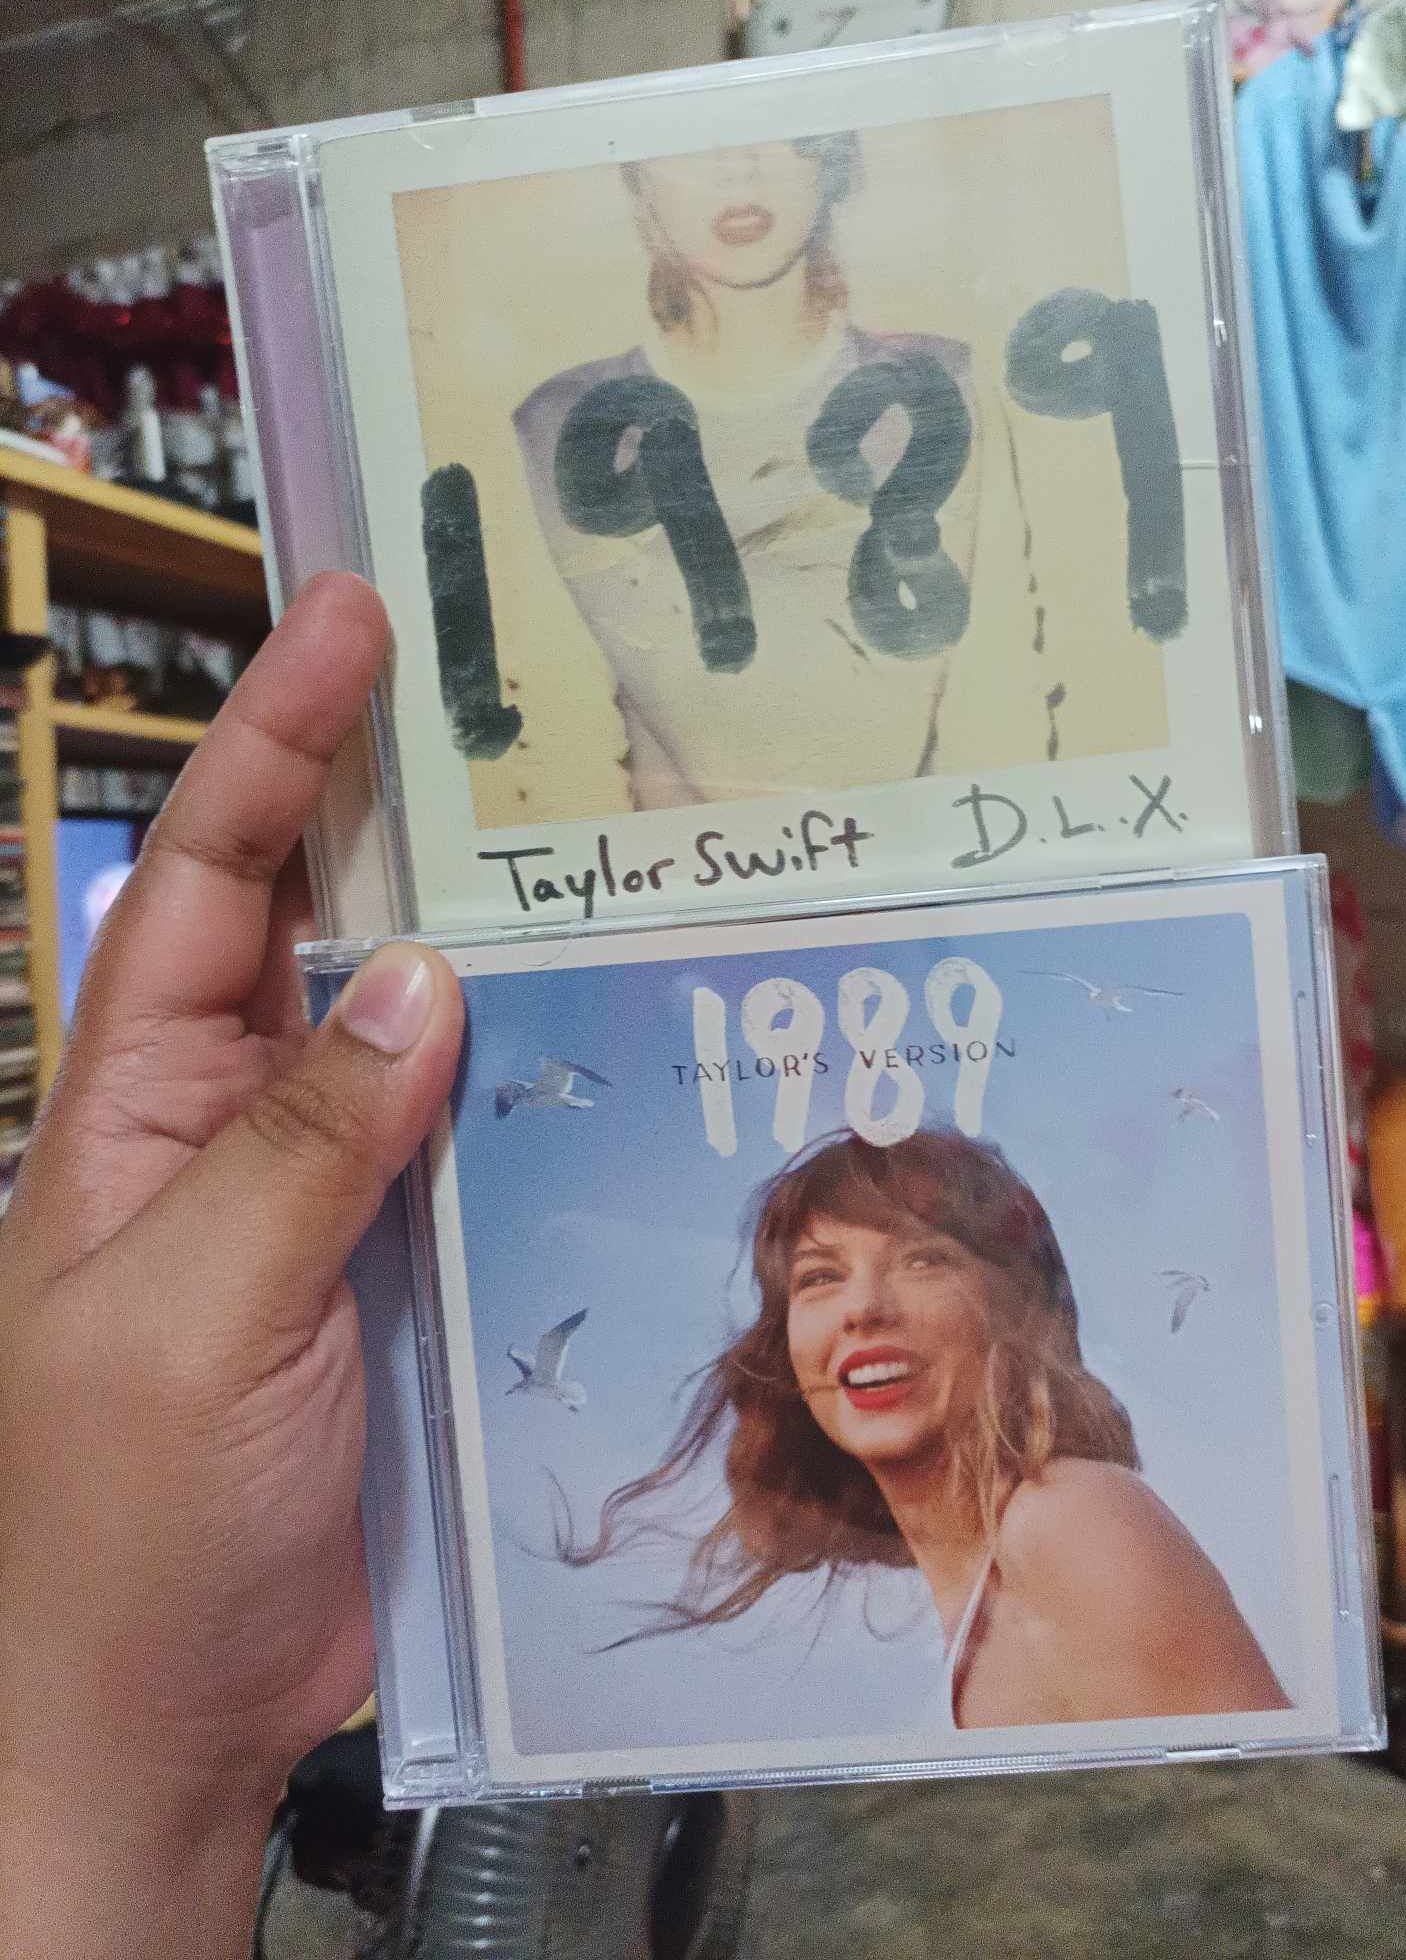 1989
Taylor Swift D.L.X.
1989
TAYLOR'S VERSION